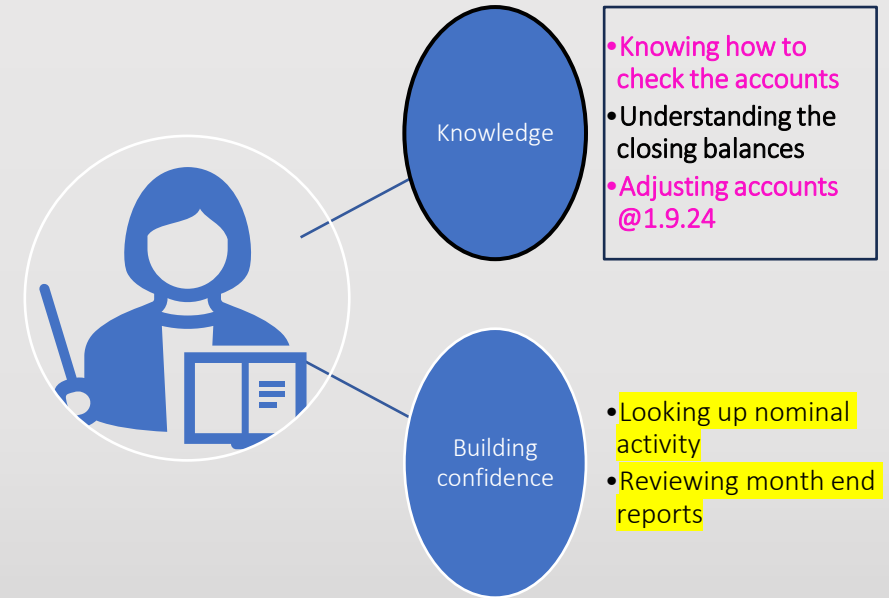 Knowledge
•Knowing how to
check the accounts
•Understanding the
closing balances
•Adjusting accounts
@1.9.24
Building
confidence
•Looking up nominal
activity
•Reviewing month end
reports